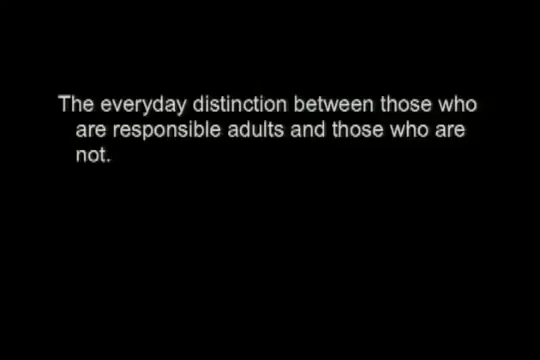 The everyday distinction between those who
are responsible adults and those who are
not.